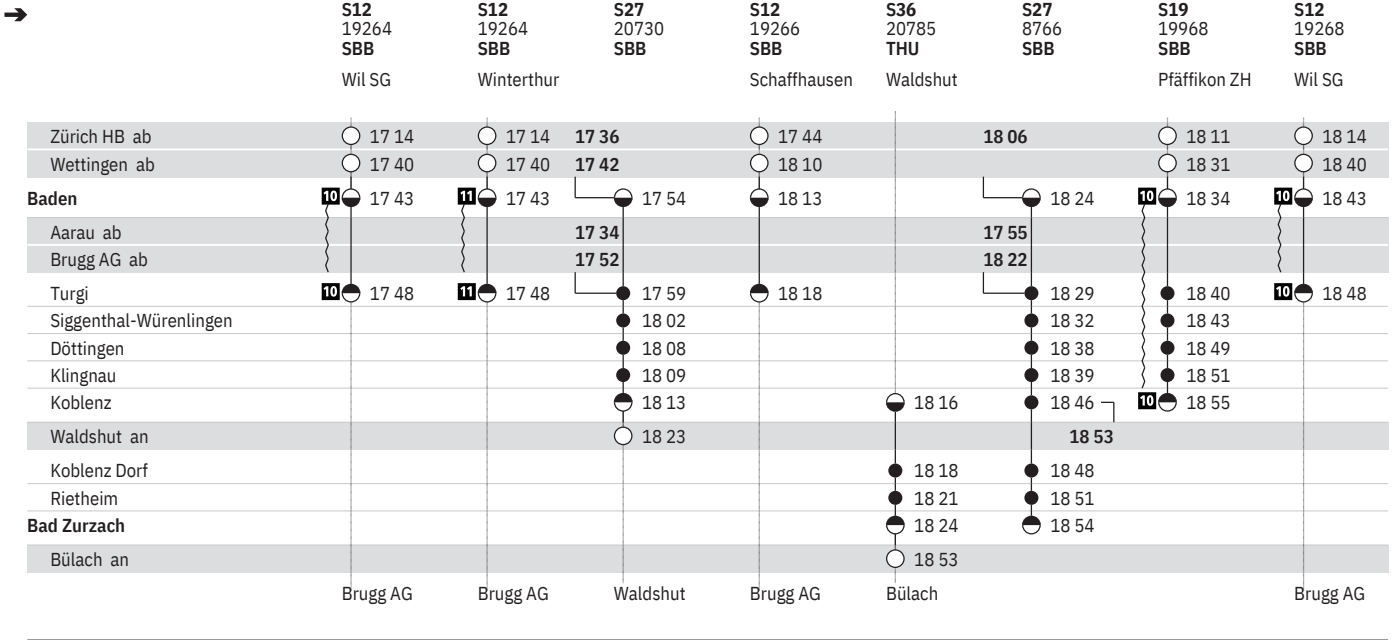 ➔ S12 S12 S27 S12 S36 S27 S19 S12
19264 19264 20730 19266 20785 8766 19968 19268
SBB SBB SBB SBB THU SBB SBB SBB
Wil SG Winterthur Schaffhausen Waldshut Pfäffikon ZH Wil SG
Zürich HB ab 17 14 17 14 17 36 17 44 18 06 18 11 18 14
Wettingen ab 17 40 17 40 17 42 18 10 18 31 18 40
Baden 10 17 43 11 17 43 17 54 18 13 18 24 10 18 34 10 18 43
Aarau ab 17 34 17 55
Brugg AG ab 17 52 18 22
Turgi 10 17 48 11 17 48 17 59 18 18 18 29 18 40 10 18 48
Siggenthal-Würenlingen 18 02 18 32 18 43
Döttingen 18 08 18 38 18 49
Klingnau 18 09 18 39 18 51
Koblenz 18 13 18 16 18 46 10 18 55
Waldshut an 18 23 18 53
Koblenz Dorf 18 18 18 48
Rietheim 18 21 18 51
Bad Zurzach 18 24 18 54
Bülach an 18 53
Brugg AG Brugg AG Waldshut Brugg AG Bülach Brugg AG